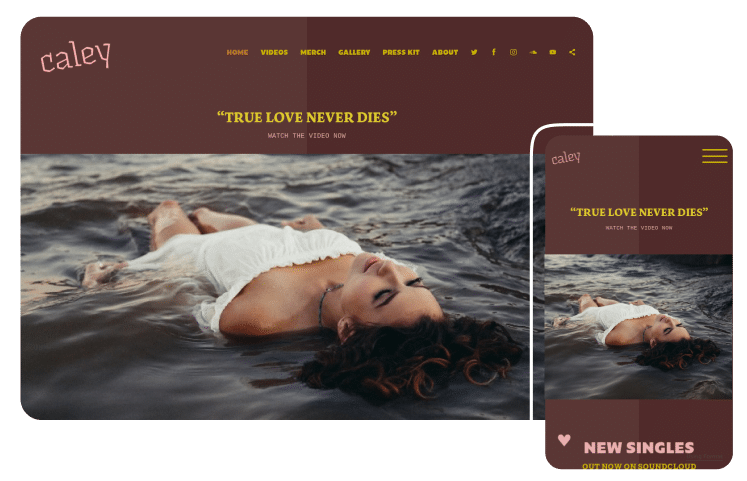 caley
HOME VIDEOS MERCH GALLERY PRESS KIT ABOUT
“TRUE LOVE NEVER DIES”
WATCH THE VIDEO NOW
caley
“TRUE LOVE NEVER DIES”
WATCH THE VIDEO NOW
NEW SINGLES
OUT NOW ON SOUNDCLOUD